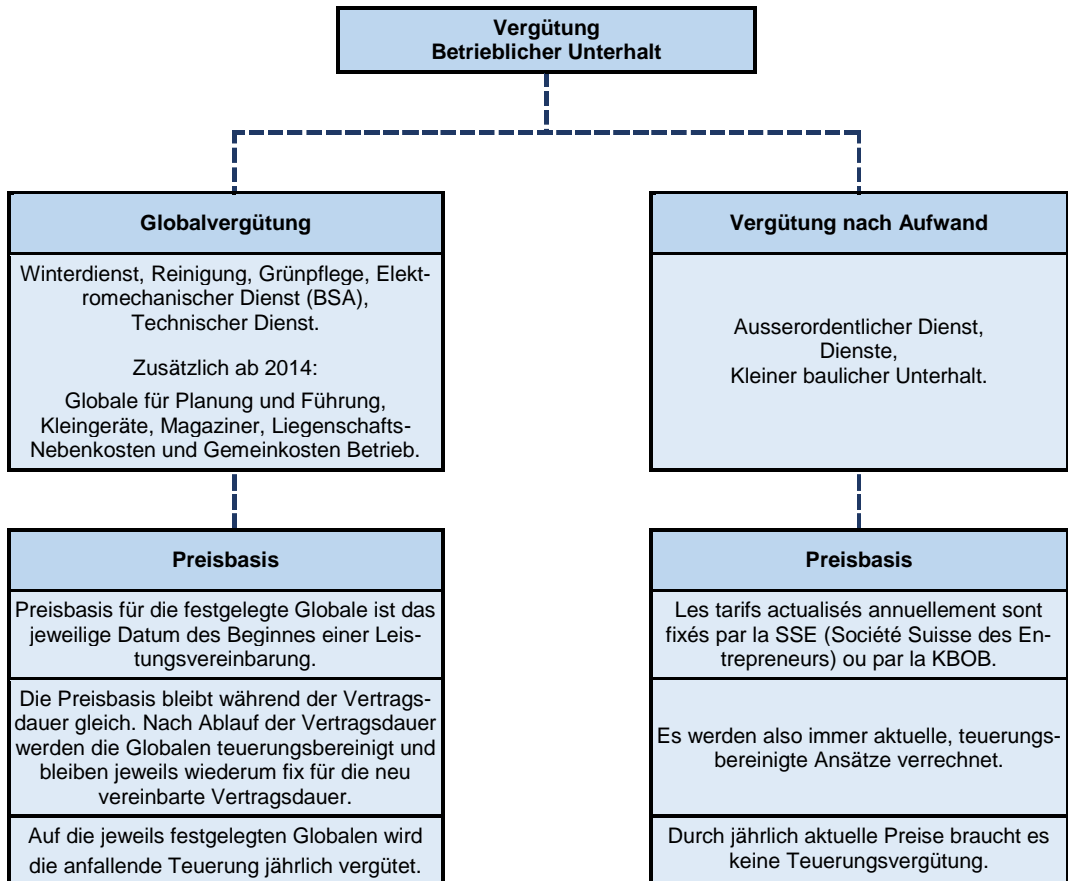 Vergütung
Betrieblicher Unterhalt
Globalvergütung
Winterdienst, Reinigung, Grünpflege, Elekt-
romechanischer Dienst (BSA),
Technischer Dienst.
Zusätzlich ab 2014:
Globale für Planung und Führung,
Kleingeräte, Magaziner, Liegenschafts-
Nebenkosten und Gemeinkosten Betrieb.
Vergütung nach Aufwand
Ausserordentlicher Dienst,
Dienste,
Kleiner baulicher Unterhalt.
Preisbasis
Preisbasis für die festgelegte Globale ist das
jeweilige Datum des Beginnes einer Leis-
tungsvereinbarung.
Die Preisbasis bleibt während der Vertrags-
dauer gleich. Nach Ablauf der Vertragsdauer
werden die Globalen teuerungsbereinigt und
bleiben jeweils wiederum fix für die neu
vereinbarte Vertragsdauer.
Auf die jeweils festgelegten Globalen wird
die anfallende Teuerung jährlich vergütet.
Preisbasis
Les tarifs actualisés annuellement sont
fixés par la SSE (Société Suisse des En-
trepreneurs) ou par la KBOB.
Es werden also immer aktuelle, teuerungs-
bereinigte Ansätze verrechnet.
Durch jährlich aktuelle Preise braucht es
keine Teuerungsvergütung.